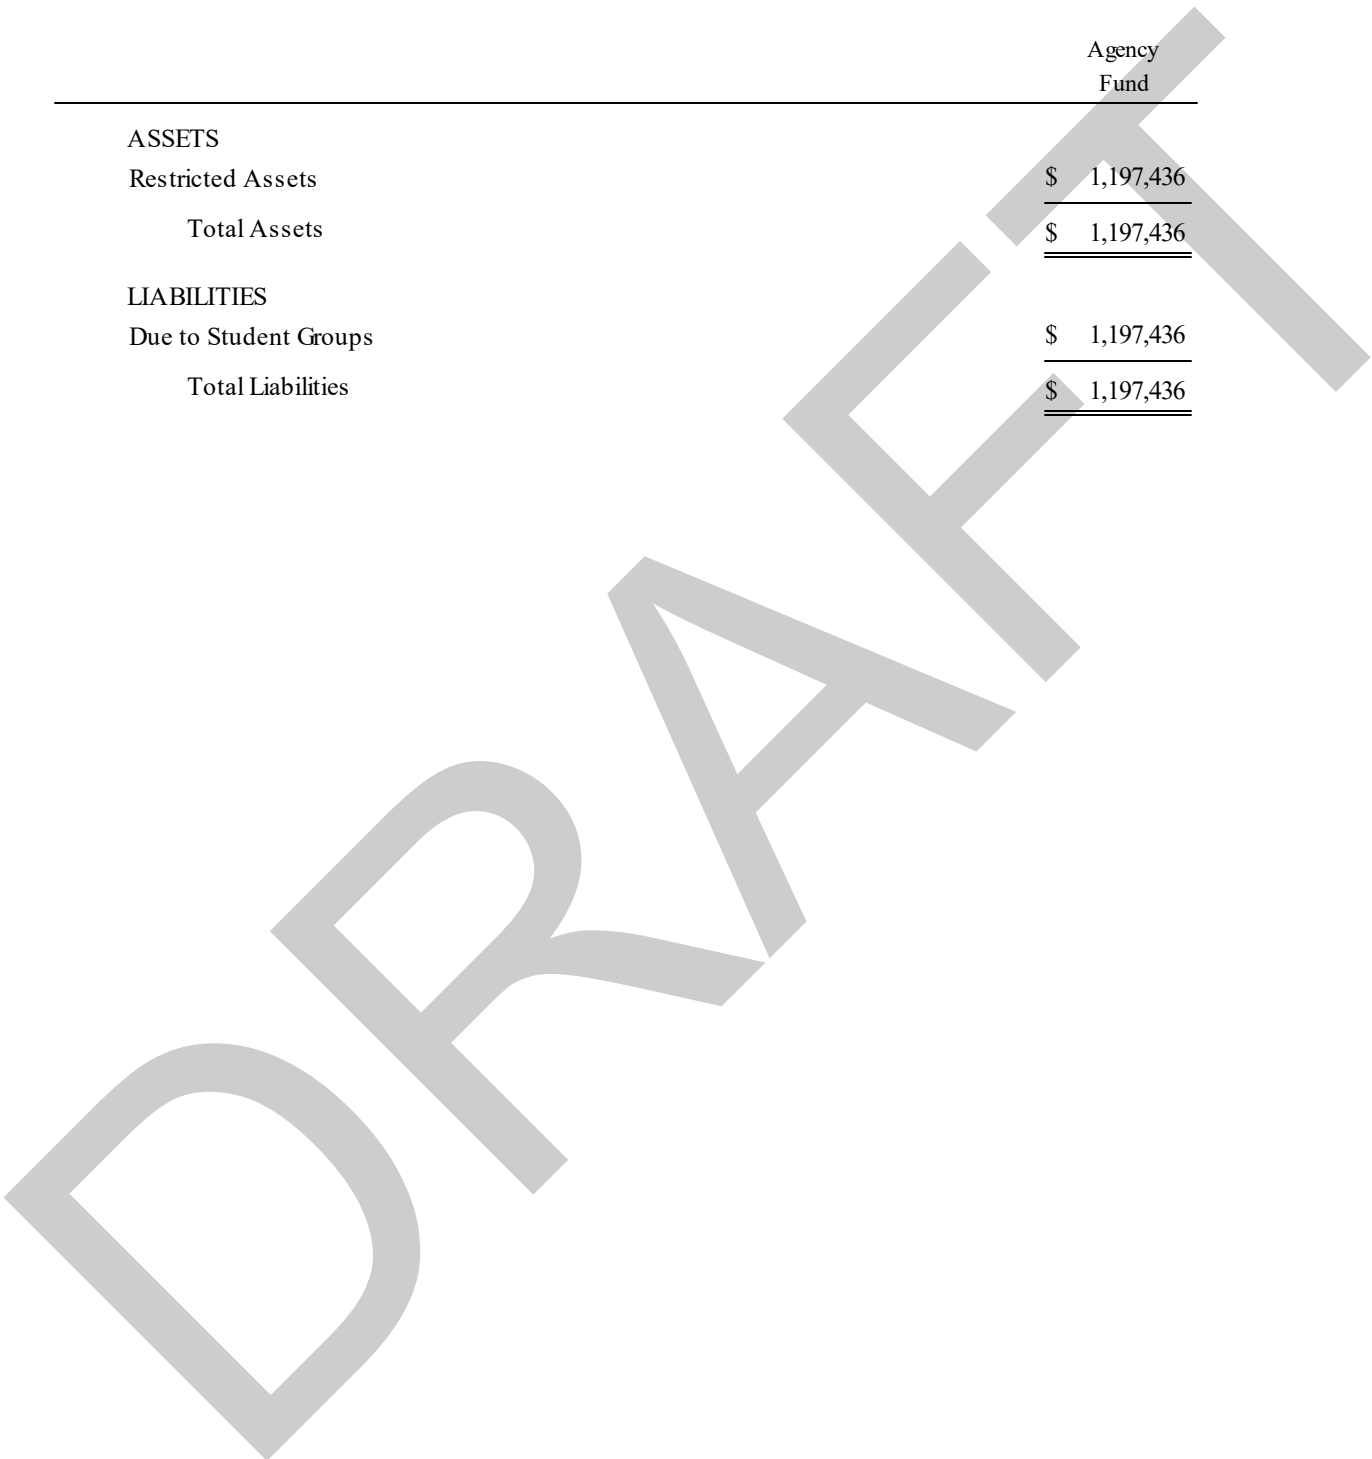 Agency
Fund
ASSETS
Restricted Assets $ 1,197,436
Total Assets $ 1,197,436
LIABILITIES
Due to Student Groups $ 1,197,436
Total Liabilities $ 1,197,436
DRAFT